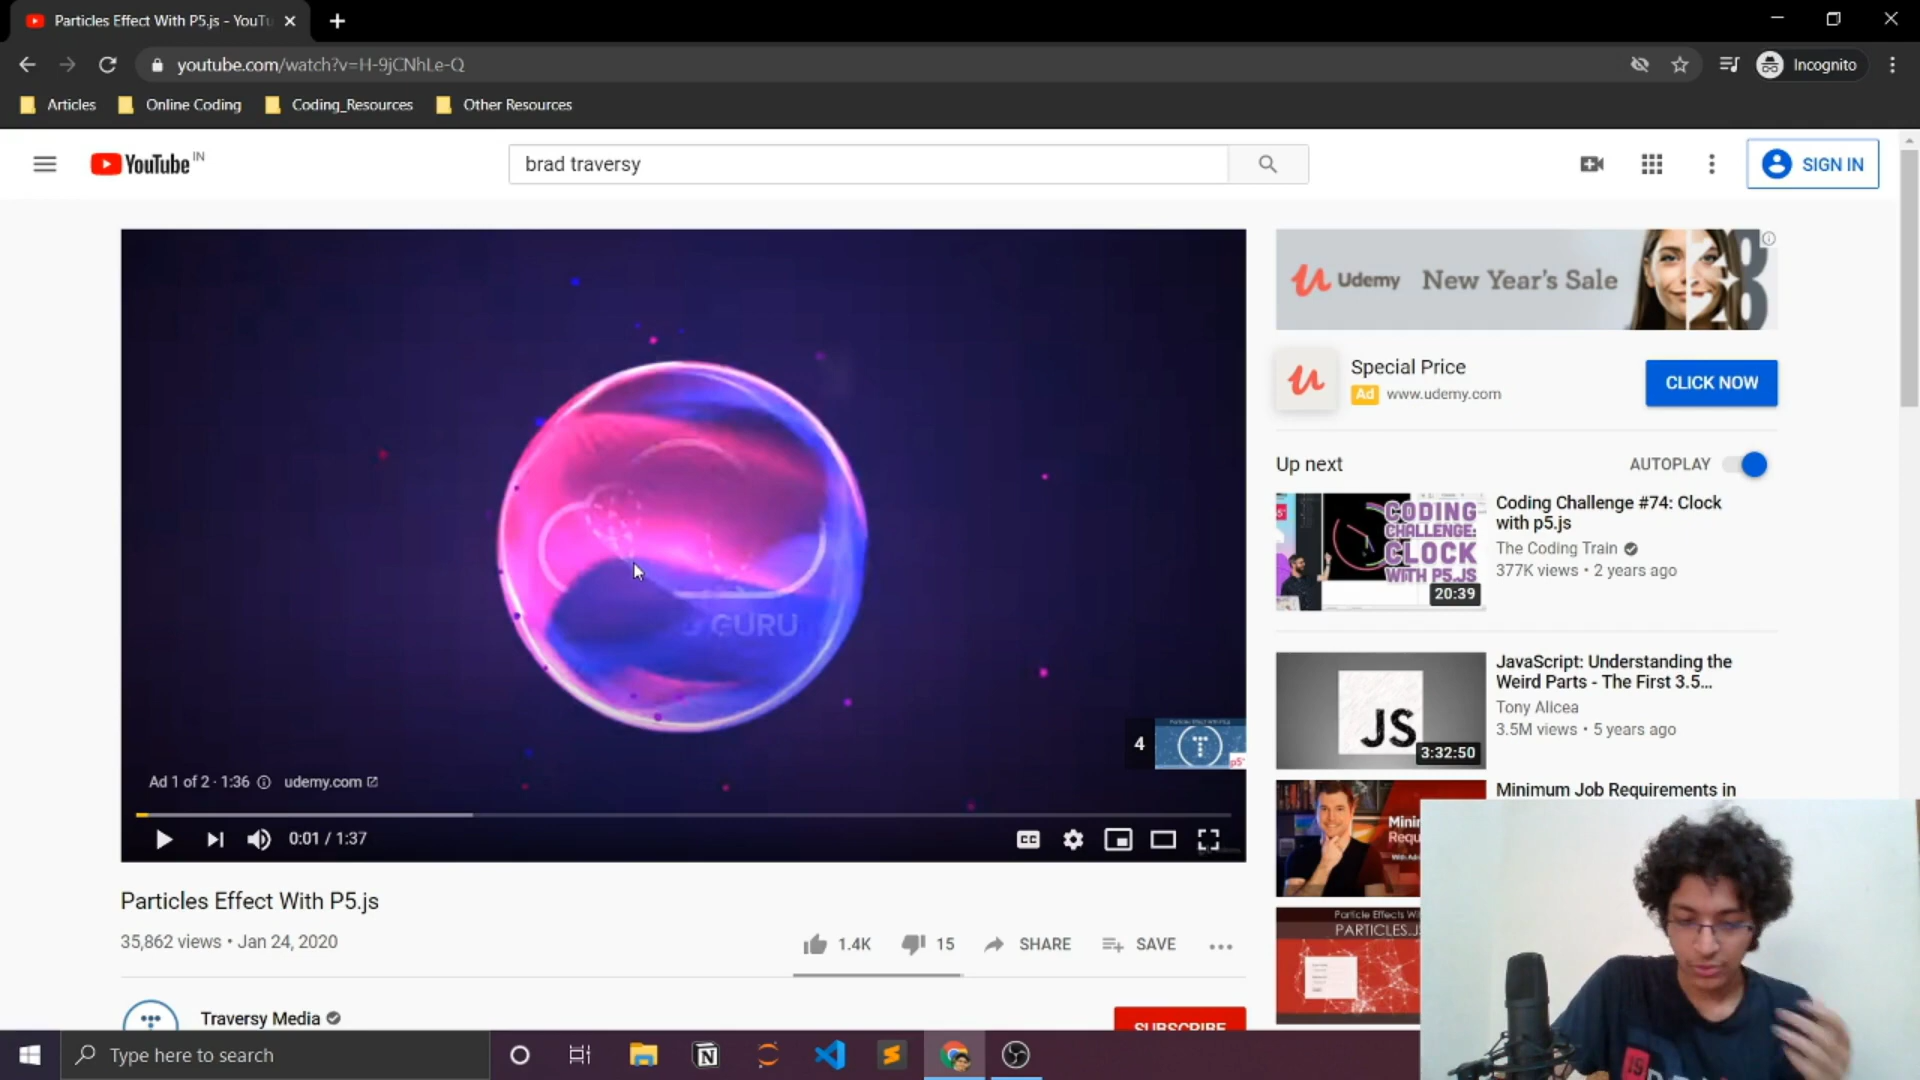 Particles Effect With P5.js - YouTu
youtube.com/watch?v=H-9jCNhLe-Q
Incognito
Articles
Online Coding
Coding_Resources
Other Resources
YouTube IN
brad traversy
SIGN IN
GURU
4
Ad 1 of 2 · 1:36
udemy.com
0:01 / 1:37
CC
Particles Effect With P5.js
35,862 views • Jan 24, 2020
1.4K
15
SHARE
SAVE
Traversy Media
SUBSCRIBE
Udemy New Year's Sale
Special Price
Ad www.udemy.com
CLICK NOW
Up next
AUTOPLAY
CODING
CHALLENGE:
CLOCK
WITH P5.JS
20:39
Coding Challenge #74: Clock
with p5.js
The Coding Train
377K views • 2 years ago
JS
3:32:50
JavaScript: Understanding the
Weird Parts - The First 3.5...
Tony Alicea
3.5M views • 5 years ago
Minimum Job Requirements in
Mini
Requ
Particle Effects Wi
PARTICLES.J
Type here to search